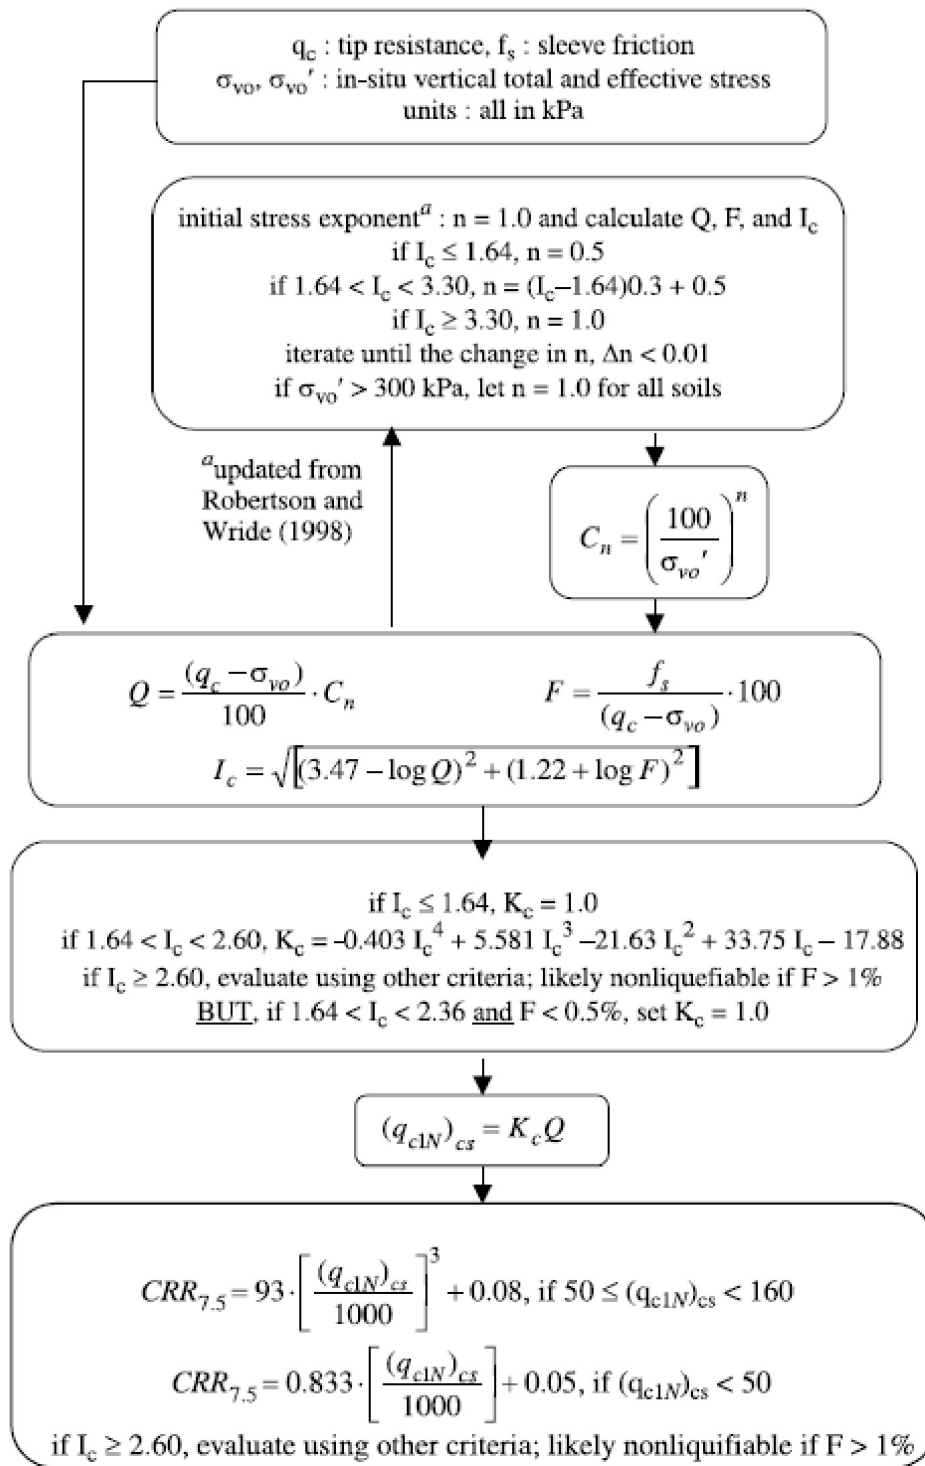 q_c : tip resistance, f_s : sleeve friction
σ_vo, σ_vo′ : in-situ vertical total and effective stress
units : all in kPa
initial stress exponent^a : n = 1.0 and calculate Q, F, and I_c
if I_c ≤ 1.64, n = 0.5
if 1.64 < I_c < 3.30, n = (I_c–1.64)0.3 + 0.5
if I_c ≥ 3.30, n = 1.0
iterate until the change in n, Δn < 0.01
if σ_vo′ > 300 kPa, let n = 1.0 for all soils
^a updated from
Robertson and
Wride (1998)
C_n = (100 / σ_vo′)^n
Q = (q_c – σ_vo) / 100 · C_n
F = f_s / (q_c – σ_vo) · 100
I_c = √[(3.47 – log Q)^2 + (1.22 + log F)^2]
if I_c ≤ 1.64, K_c = 1.0
if 1.64 < I_c < 2.60, K_c = –0.403 I_c^4 + 5.581 I_c^3 –21.63 I_c^2 + 33.75 I_c – 17.88
if I_c ≥ 2.60, evaluate using other criteria; likely nonliquefiable if F > 1%
BUT, if 1.64 < I_c < 2.36 and F < 0.5%, set K_c = 1.0
(q_c1N)_cs = K_c Q
CRR_7.5 = 93 · [(q_c1N)_cs / 1000]^3 + 0.08, if 50 ≤ (q_c1N)_cs < 160
CRR_7.5 = 0.833 · [(q_c1N)_cs / 1000] + 0.05, if (q_c1N)_cs < 50
if I_c ≥ 2.60, evaluate using other criteria; likely nonliquifiable if F > 1%